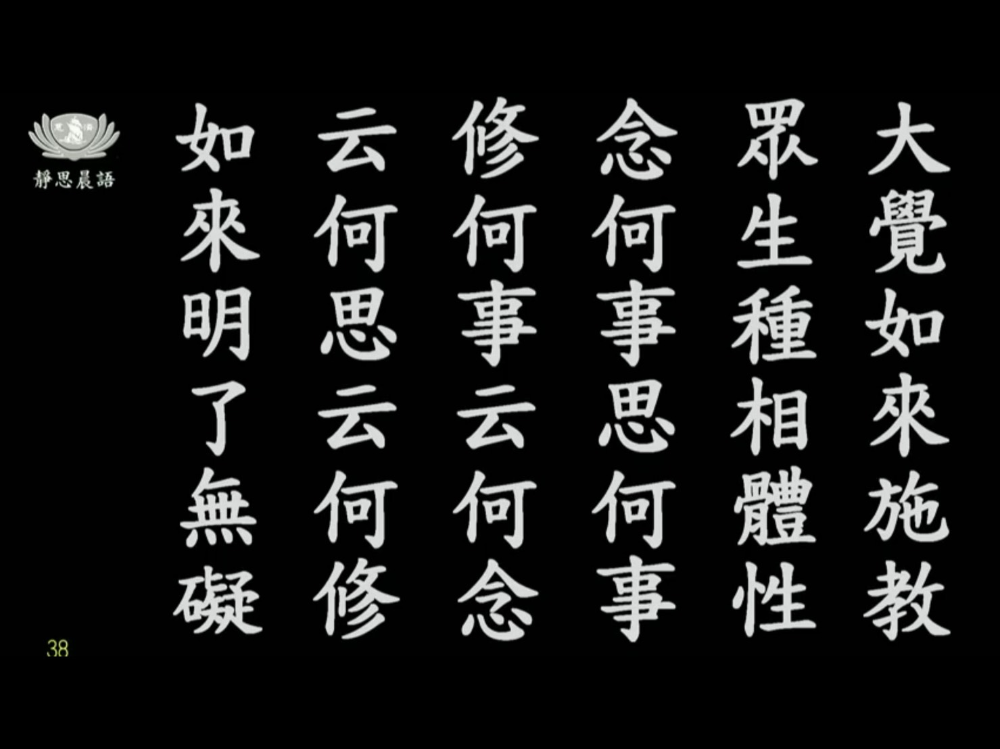 大覺如來施教
眾生種相體性
念何事思何事
修何事云何念
云何思云何修
如來明了無礙
慈濟
靜思晨語
38